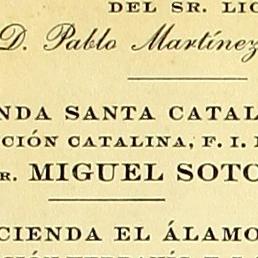 DEL SR. LIC
D. Pablo Martínez
NDA SANTA CATAL
CIÓN CATALINA, F. I.
R. MIGUEL SOTO
CIENDA EL ÁLAMO